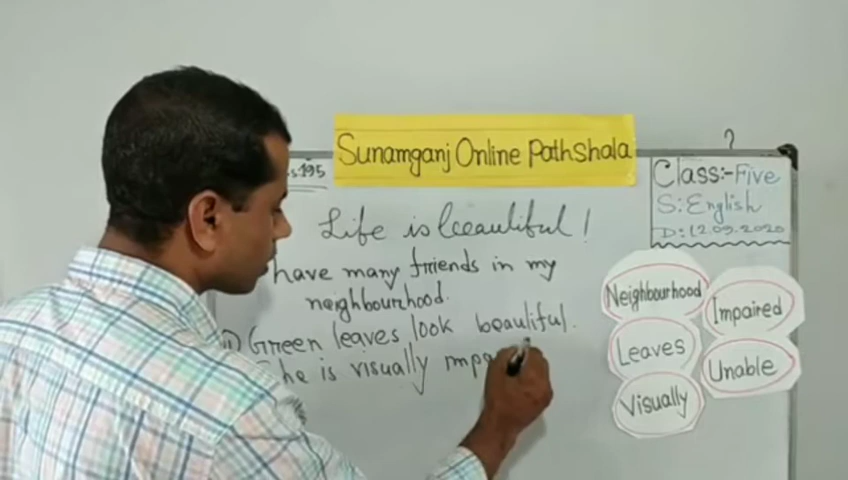 Sunamganj Online Pathshala
Class:-Five
S:English
D:12.09.2020
Life is beautiful!
have many friends in my
neighbourhood.
Green leaves look beautiful.
he is visually impa
Neighbourhood
Impaired
Leaves
Unable
Visually